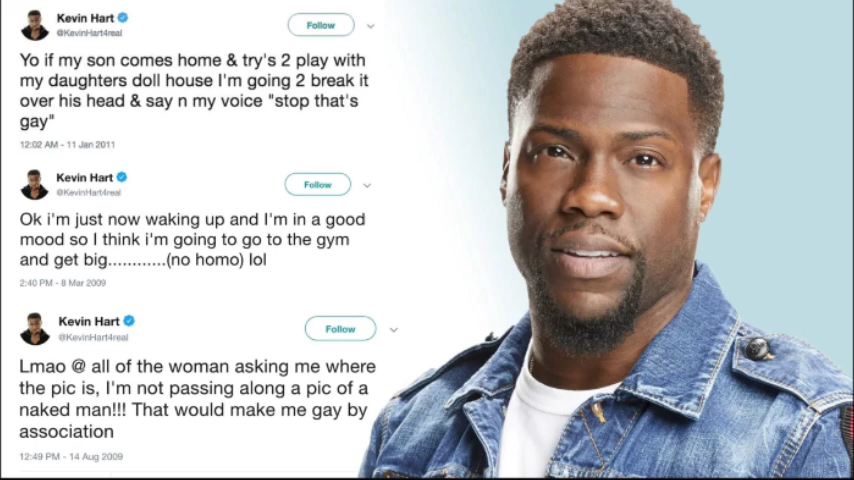 Kevin Hart
@KevinHart4real
Follow
Yo if my son comes home & try's 2 play with
my daughters doll house I'm going 2 break it
over his head & say n my voice "stop that's
gay"
12:02 AM - 11 Jan 2011
Kevin Hart
@KevinHart4real
Follow
Ok i'm just now waking up and I'm in a good
mood so I think i'm going to go to the gym
and get big............(no homo) lol
2:40 PM - 8 Mar 2009
Kevin Hart
@KevinHart4real
Follow
Lmao @ all of the woman asking me where
the pic is, I'm not passing along a pic of a
naked man!!! That would make me gay by
association
12:49 PM - 14 Aug 2009